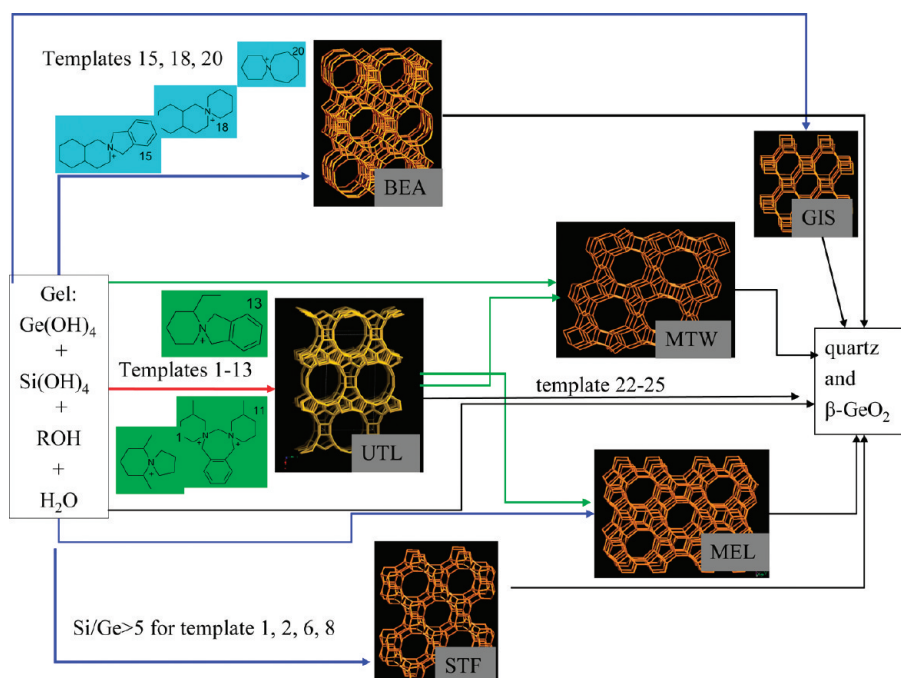 Templates 15, 18, 20
20
18
15
BEA
GIS
Gel:
Ge(OH)₄
+
Si(OH)₄
+
ROH
+
H₂O
13
Templates 1-13
1
11
UTL
MTW
template 22-25
quartz
and
β-GeO₂
MEL
Si/Ge>5 for template 1, 2, 6, 8
STF